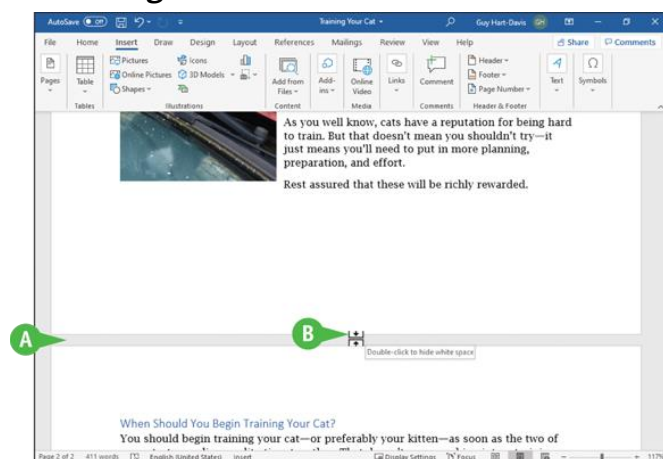 AutoSave Off Training Your Cat Guy Hart-Davis GH
File Home Insert Draw Design Layout References Mailings Review View Help Share Comments
Pages Table Pictures Icons Online Pictures 3D Models Shapes Add from Files Add-ins Online Video Links Comment Header Footer Page Number Text Symbols
Tables Illustrations Content Media Comments Header & Footer
As you well know, cats have a reputation for being hard
to train. But that doesn't mean you shouldn't try—it
just means you'll need to put in more planning,
preparation, and effort.
Rest assured that these will be richly rewarded.
A
B
Double-click to hide white space
When Should You Begin Training Your Cat?
You should begin training your cat—or preferably your kitten—as soon as the two of
Page 2 of 2 411 words English (United States) Insert Display Settings Focus 117%